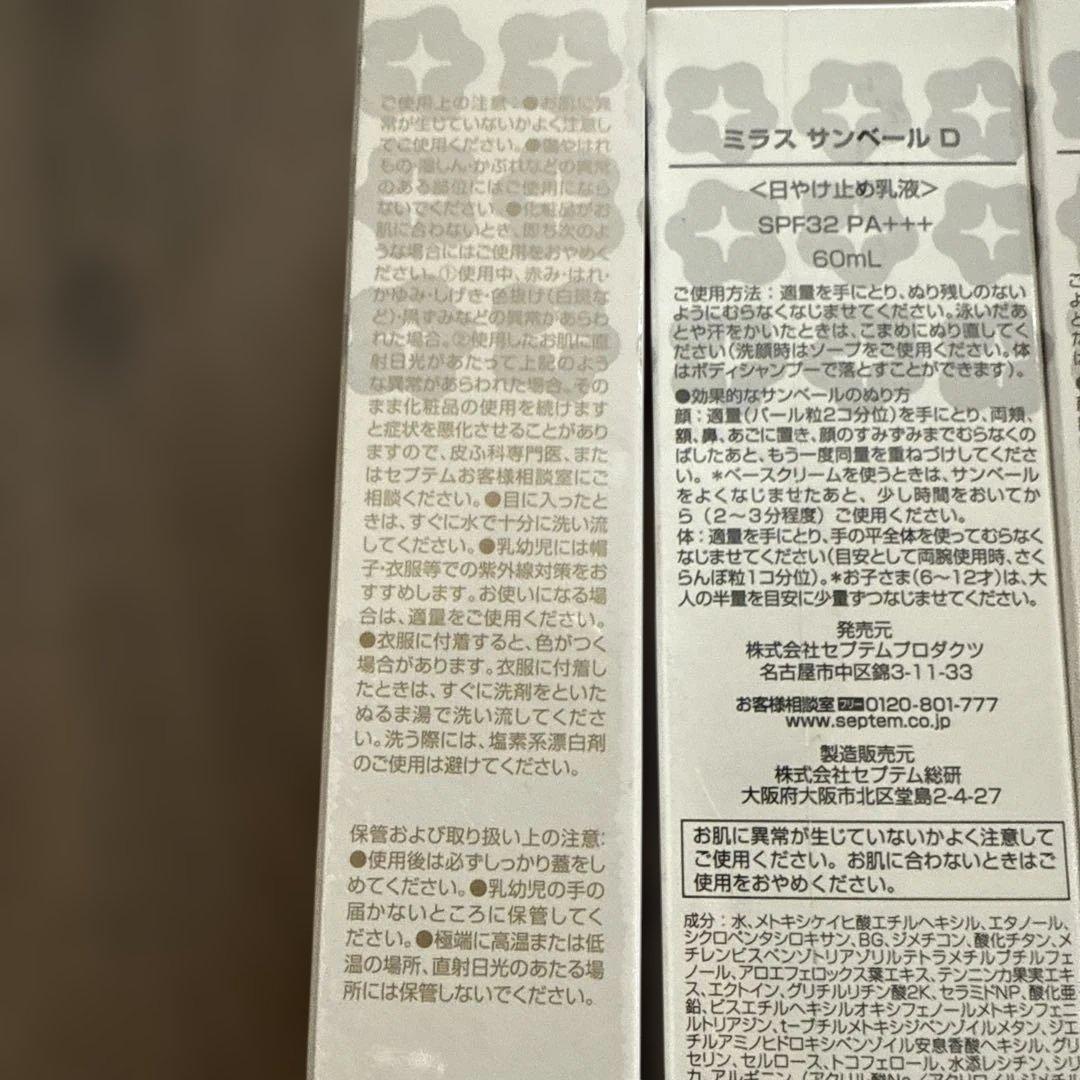 ご使用上の注意：●お肌に異
常が生じていないかよく注意し
てご使用ください。●傷やはれ
もの・湿しん・かぶれなどの異常
のある部位にはご使用になら
ないでください。●化粧品がお
肌に合わないとき、即ち次のよ
うな場合にはご使用をおやめく
ださい。①使用中、赤み・はれ・
かゆみ・しげき・色抜け(白斑な
ど)・黒ずみなどの異常があらわ
れた場合。②使用したお肌に直
射日光があたって上記のよう
な異常があらわれた場合、その
まま化粧品の使用を続けます
と症状を悪化させることがあり
ますので、皮ふ科専門医、また
はセプテムお客様相談室にご
相談ください。●目に入ったと
きは、すぐに水で十分に洗い流
してください。●乳幼児には帽
子・衣服等での紫外線対策をお
すすめします。お使いになる場
合は、適量をご使用ください。
●衣服に付着すると、色がつく
場合があります。衣服に付着し
たときは、すぐに洗剤をといた
ぬるま湯で洗い流してくださ
い。洗う際には、塩素系漂白剤
のご使用は避けてください。
保管および取り扱い上の注意：
●使用後は必ずしっかり蓋をし
めてください。●乳幼児の手の
届かないところに保管してく
ださい。●極端に高温または低
温の場所、直射日光のあたる場
所には保管しないでください。
ミラス サンベール D
<日やけ止め乳液>
SPF32 PA+++
60mL
ご使用方法：適量を手にとり、ぬり残しのない
ようにむらなくなじませてください。泳いだあ
とや汗をかいたときは、こまめにぬり直してく
ださい(洗顔時はソープをご使用ください。体
はボディシャンプーで落とすことができます)。
●効果的なサンベールのぬり方
顔：適量(パール粒2コ分位)を手にとり、両頬、
額、鼻、あごに置き、顔のすみずみまでむらなくの
ばしたあと、もう一度同量を重ねづけしてくださ
い。＊ベースクリームを使うときは、サンベール
をよくなじませたあと、少し時間をおいてか
ら（2〜3分程度）ご使用ください。
体：適量を手にとり、手の平全体を使ってむらなく
なじませてください(目安として両腕使用時、さく
らんぼ粒1コ分位)。＊お子さま(6〜12才)は、大
人の半量を目安に少量ずつなじませてください。
発売元
株式会社セプテムプロダクツ
名古屋市中区錦3-11-33
お客様相談室 フリー0120-801-777
www.septem.co.jp
製造販売元
株式会社セプテム総研
大阪府大阪市北区堂島2-4-27
お肌に異常が生じていないかよく注意して
ご使用ください。お肌に合わないときはご
使用をおやめください。
成分：水、メトキシケイヒ酸エチルヘキシル、エタノール、
シクロペンタシロキサン、BG、ジメチコン、酸化チタン、メ
チレンビスベンゾトリアゾリルテトラメチルブチルフェ
ノール、アロエフェロックス葉エキス、テンニンカ果実エキ
ス、エクトイン、グリチルリチン酸2K、セラミドNP、酸化亜
鉛、ビスエチルヘキシルオキシフェノールメトキシフェニ
ルトリアジン、t-ブチルメトキシジベンゾイルメタン、ジエ
チルアミノヒドロキシベンゾイル安息香酸ヘキシル、グリ
セリン、セルロース、トコフェロール、水添レシチン、シリ
カ、アルギニン、（アクリル酸Na／アクリロイルジメチル